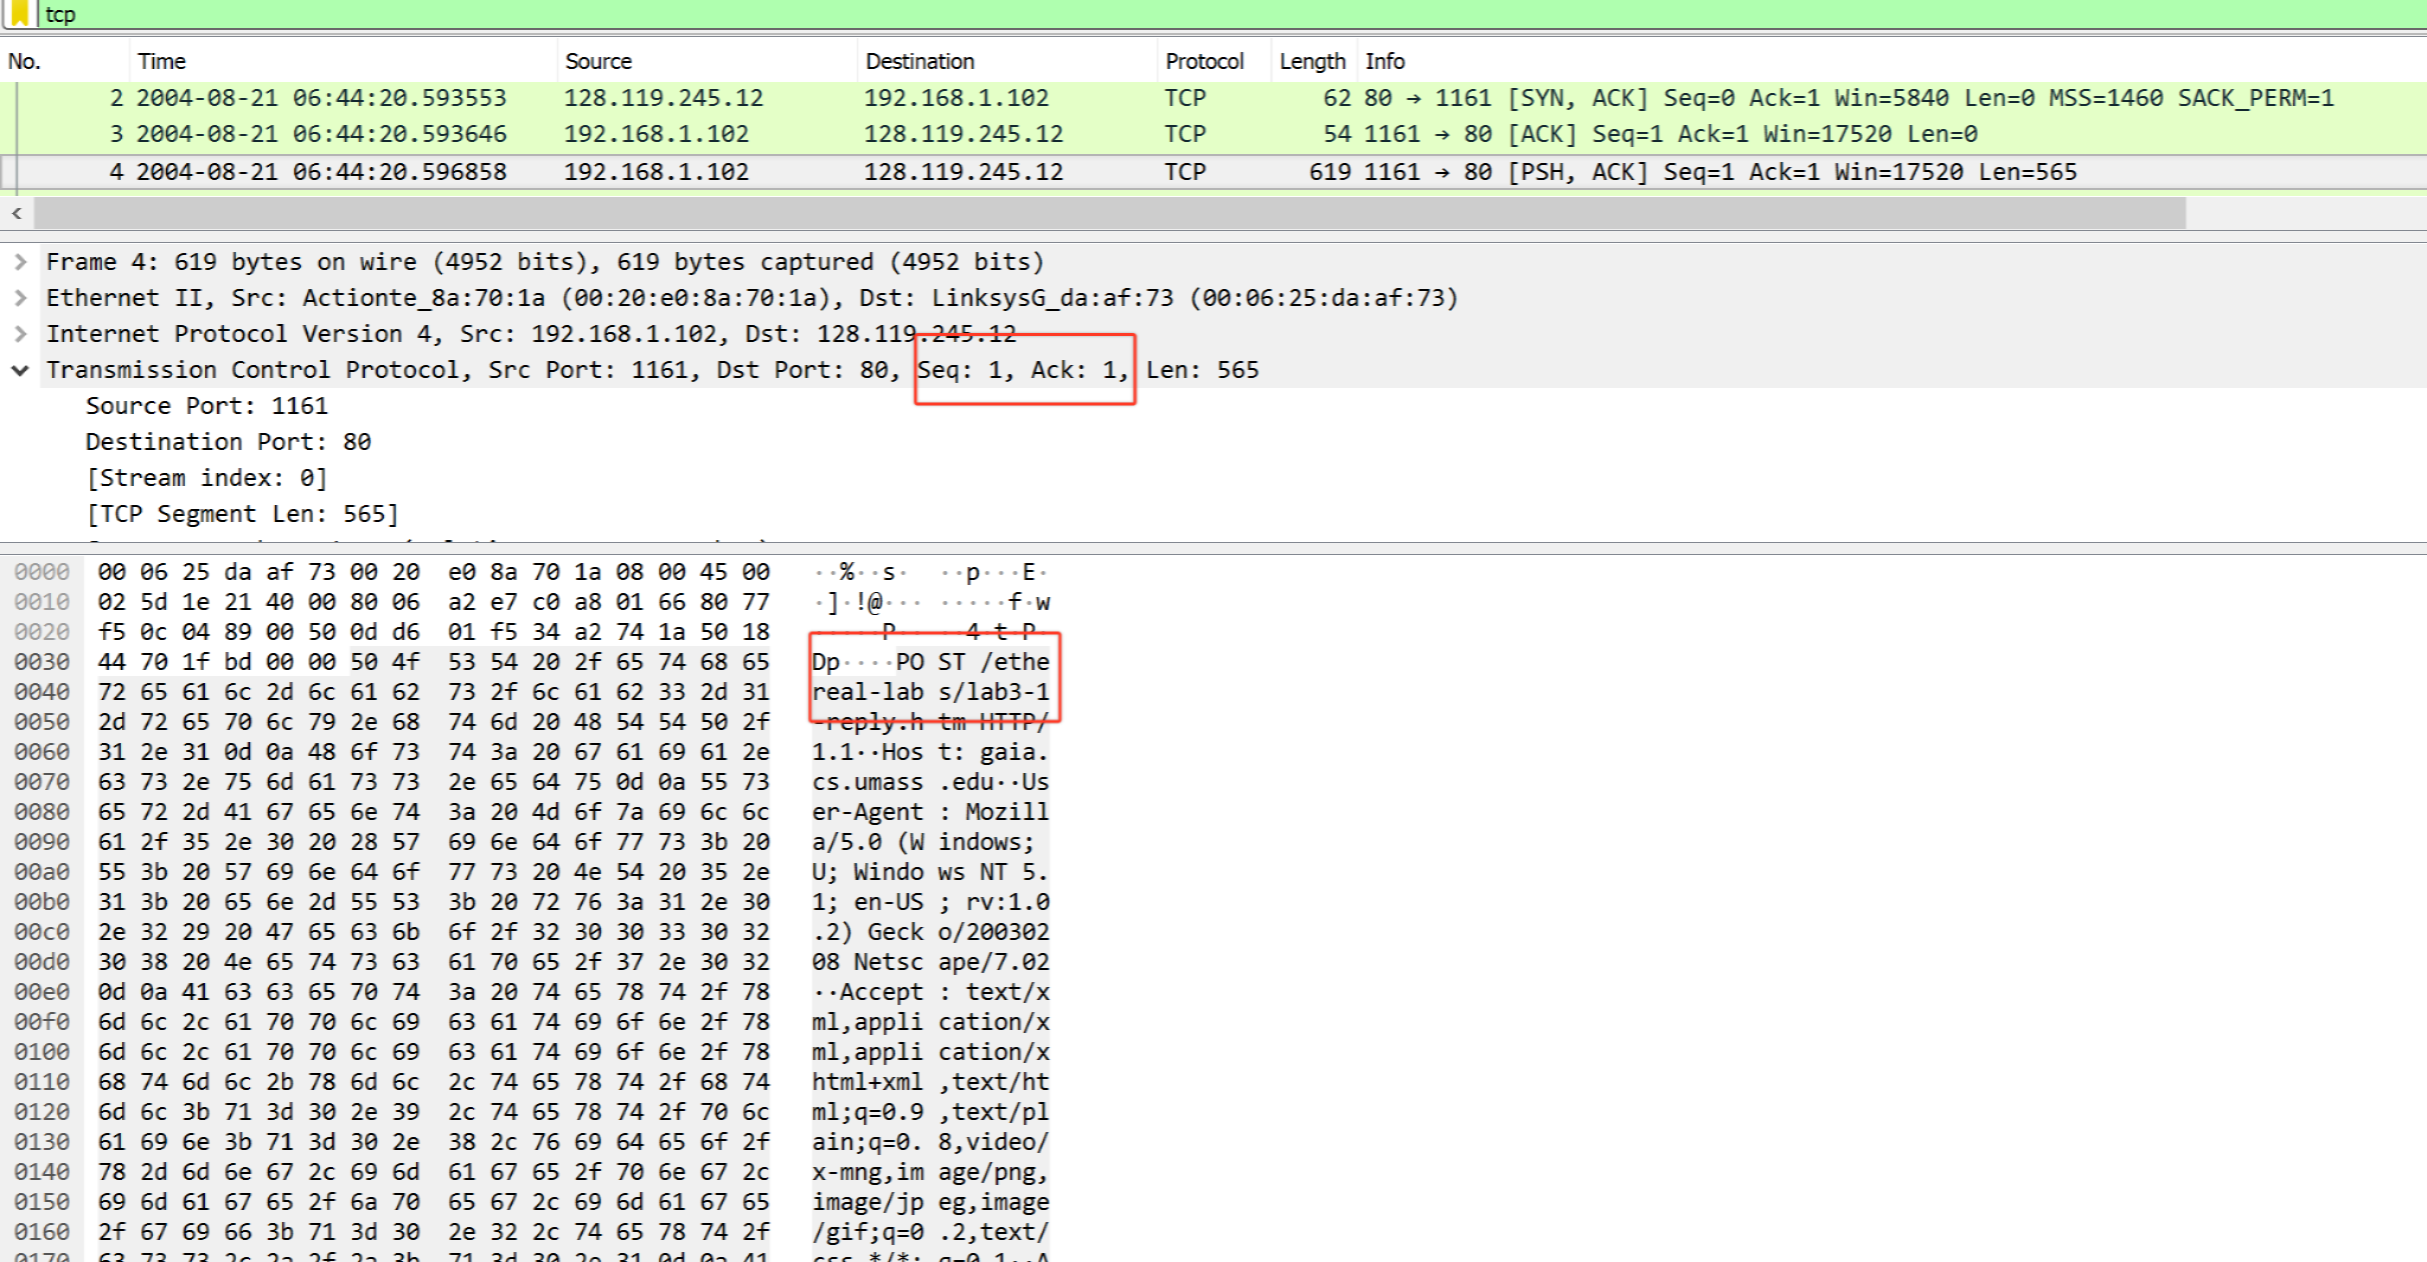 tcp
No. Time Source Destination Protocol Length Info
2 2004-08-21 06:44:20.593553 128.119.245.12 192.168.1.102 TCP 62 80 → 1161 [SYN, ACK] Seq=0 Ack=1 Win=5840 Len=0 MSS=1460 SACK_PERM=1
3 2004-08-21 06:44:20.593646 192.168.1.102 128.119.245.12 TCP 54 1161 → 80 [ACK] Seq=1 Ack=1 Win=17520 Len=0
4 2004-08-21 06:44:20.596858 192.168.1.102 128.119.245.12 TCP 619 1161 → 80 [PSH, ACK] Seq=1 Ack=1 Win=17520 Len=565
Frame 4: 619 bytes on wire (4952 bits), 619 bytes captured (4952 bits)
Ethernet II, Src: Actionte_8a:70:1a (00:20:e0:8a:70:1a), Dst: LinksysG_da:af:73 (00:06:25:da:af:73)
Internet Protocol Version 4, Src: 192.168.1.102, Dst: 128.119.245.12
Transmission Control Protocol, Src Port: 1161, Dst Port: 80, Seq: 1, Ack: 1, Len: 565
Source Port: 1161
Destination Port: 80
[Stream index: 0]
[TCP Segment Len: 565]
0000 00 06 25 da af 73 00 20 e0 8a 70 1a 08 00 45 00 ··%··s· ··p···E·
0010 02 5d 1e 21 40 00 80 06 a2 e7 c0 a8 01 66 80 77 ·]·!@··· ·····f·w
0020 f5 0c 04 89 00 50 0d d6 01 f5 34 a2 74 1a 50 18 ·····P·· ··4·t·P·
0030 44 70 1f bd 00 00 50 4f 53 54 20 2f 65 74 68 65 Dp····PO ST /ethe
0040 72 65 61 6c 2d 6c 61 62 73 2f 6c 61 62 33 2d 31 real-lab s/lab3-1
0050 2d 72 65 70 6c 79 2e 68 74 6d 20 48 54 54 50 2f -reply.h tm HTTP/
0060 31 2e 31 0d 0a 48 6f 73 74 3a 20 67 61 69 61 2e 1.1··Hos t: gaia.
0070 63 73 2e 75 6d 61 73 73 2e 65 64 75 0d 0a 55 73 cs.umass .edu··Us
0080 65 72 2d 41 67 65 6e 74 3a 20 4d 6f 7a 69 6c 6c er-Agent : Mozill
0090 61 2f 35 2e 30 20 28 57 69 6e 64 6f 77 73 3b 20 a/5.0 (W indows;
00a0 55 3b 20 57 69 6e 64 6f 77 73 20 4e 54 20 35 2e U; Windo ws NT 5.
00b0 31 3b 20 65 6e 2d 55 53 3b 20 72 76 3a 31 2e 30 1; en-US ; rv:1.0
00c0 2e 32 29 20 47 65 63 6b 6f 2f 32 30 30 33 30 32 .2) Geck o/200302
00d0 30 38 20 4e 65 74 73 63 61 70 65 2f 37 2e 30 32 08 Netsc ape/7.02
00e0 0d 0a 41 63 63 65 70 74 3a 20 74 65 78 74 2f 78 ··Accept : text/x
00f0 6d 6c 2c 61 70 70 6c 69 63 61 74 69 6f 6e 2f 78 ml,appli cation/x
0100 6d 6c 2c 61 70 70 6c 69 63 61 74 69 6f 6e 2f 78 ml,appli cation/x
0110 68 74 6d 6c 2b 78 6d 6c 2c 74 65 78 74 2f 68 74 html+xml ,text/ht
0120 6d 6c 3b 71 3d 30 2e 39 2c 74 65 78 74 2f 70 6c ml;q=0.9 ,text/pl
0130 61 69 6e 3b 71 3d 30 2e 38 2c 76 69 64 65 6f 2f ain;q=0. 8,video/
0140 78 2d 6d 6e 67 2c 69 6d 61 67 65 2f 70 6e 67 2c x-mng,im age/png,
0150 69 6d 61 67 65 2f 6a 70 65 67 2c 69 6d 61 67 65 image/jp eg,image
0160 2f 67 69 66 3b 71 3d 30 2e 32 2c 74 65 78 74 2f /gif;q=0 .2,text/
0170 63 73 73 2c 2a 2f 2a 3b 71 3d 30 2e 31 0d 0a 41 css,*/*; q=0.1··A